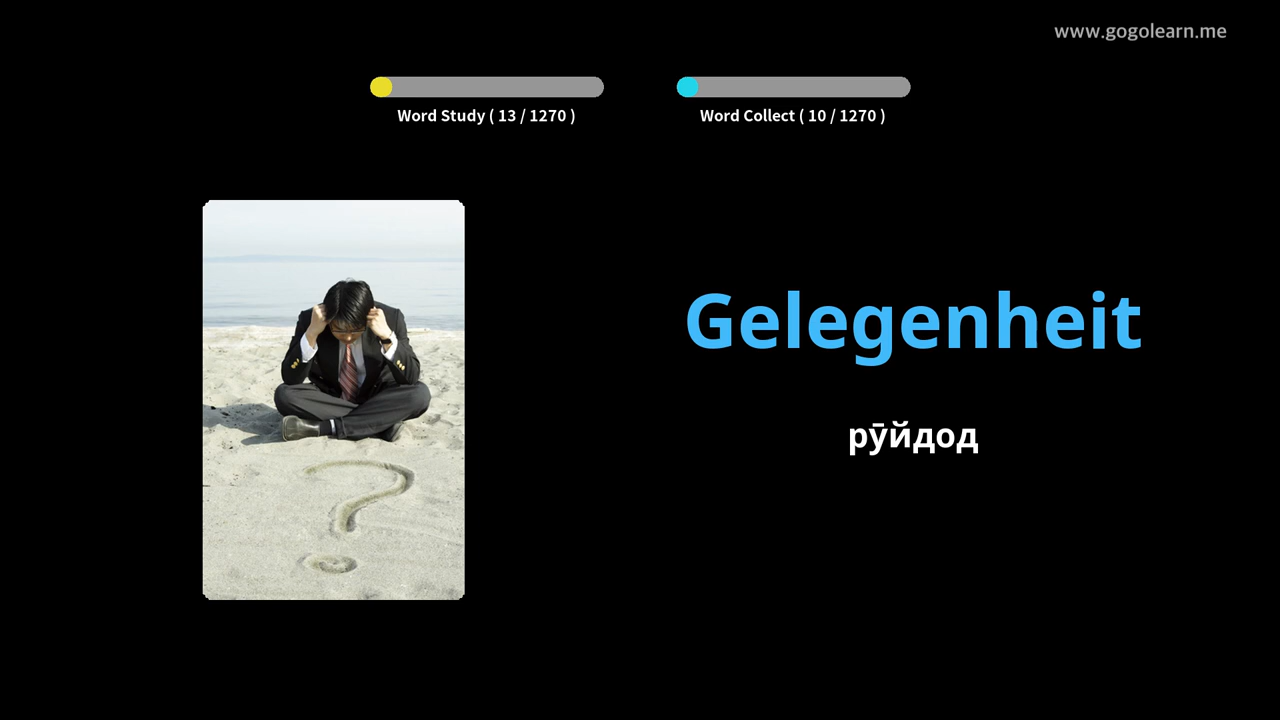 www.gogolearn.me
Word Study ( 13 / 1270 )
Word Collect ( 10 / 1270 )
Gelegenheit
рӯйдод
?